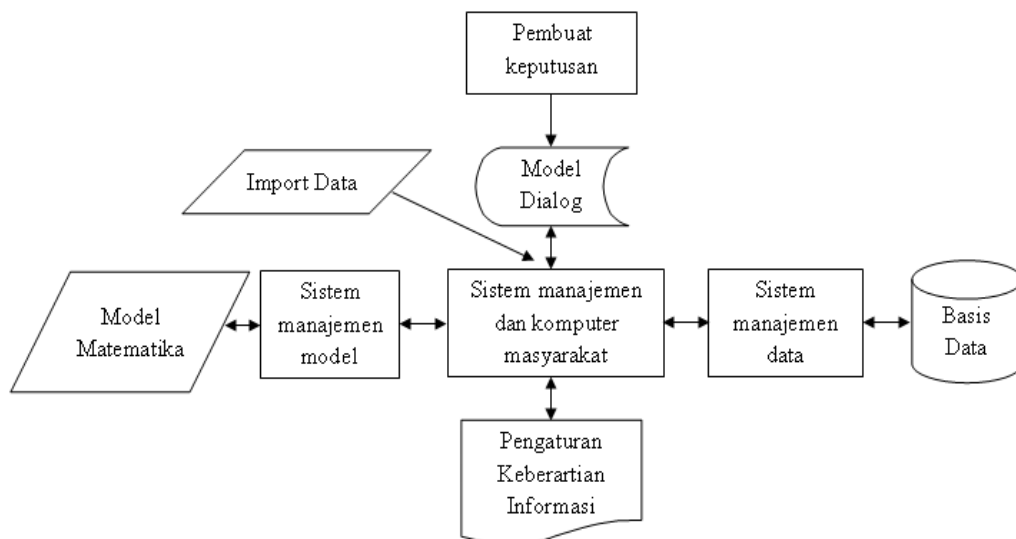 Pembuat
keputusan
Model
Dialog
Import Data
Model
Matematika
Sistem
manajemen
model
Sistem manajemen
dan komputer
masyarakat
Sistem
manajemen
data
Basis
Data
Pengaturan
Keberartian
Informasi